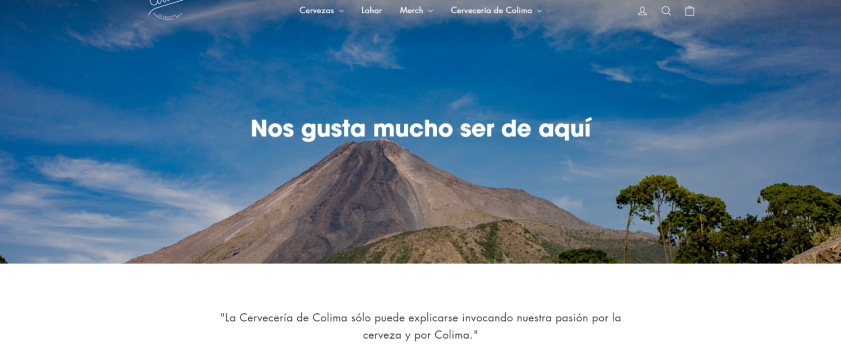 Cervezas
Lahar
Merch
Cervecería de Colima
Nos gusta mucho ser de aquí
"La Cervecería de Colima sólo puede explicarse invocando nuestra pasión por la
cerveza y por Colima."